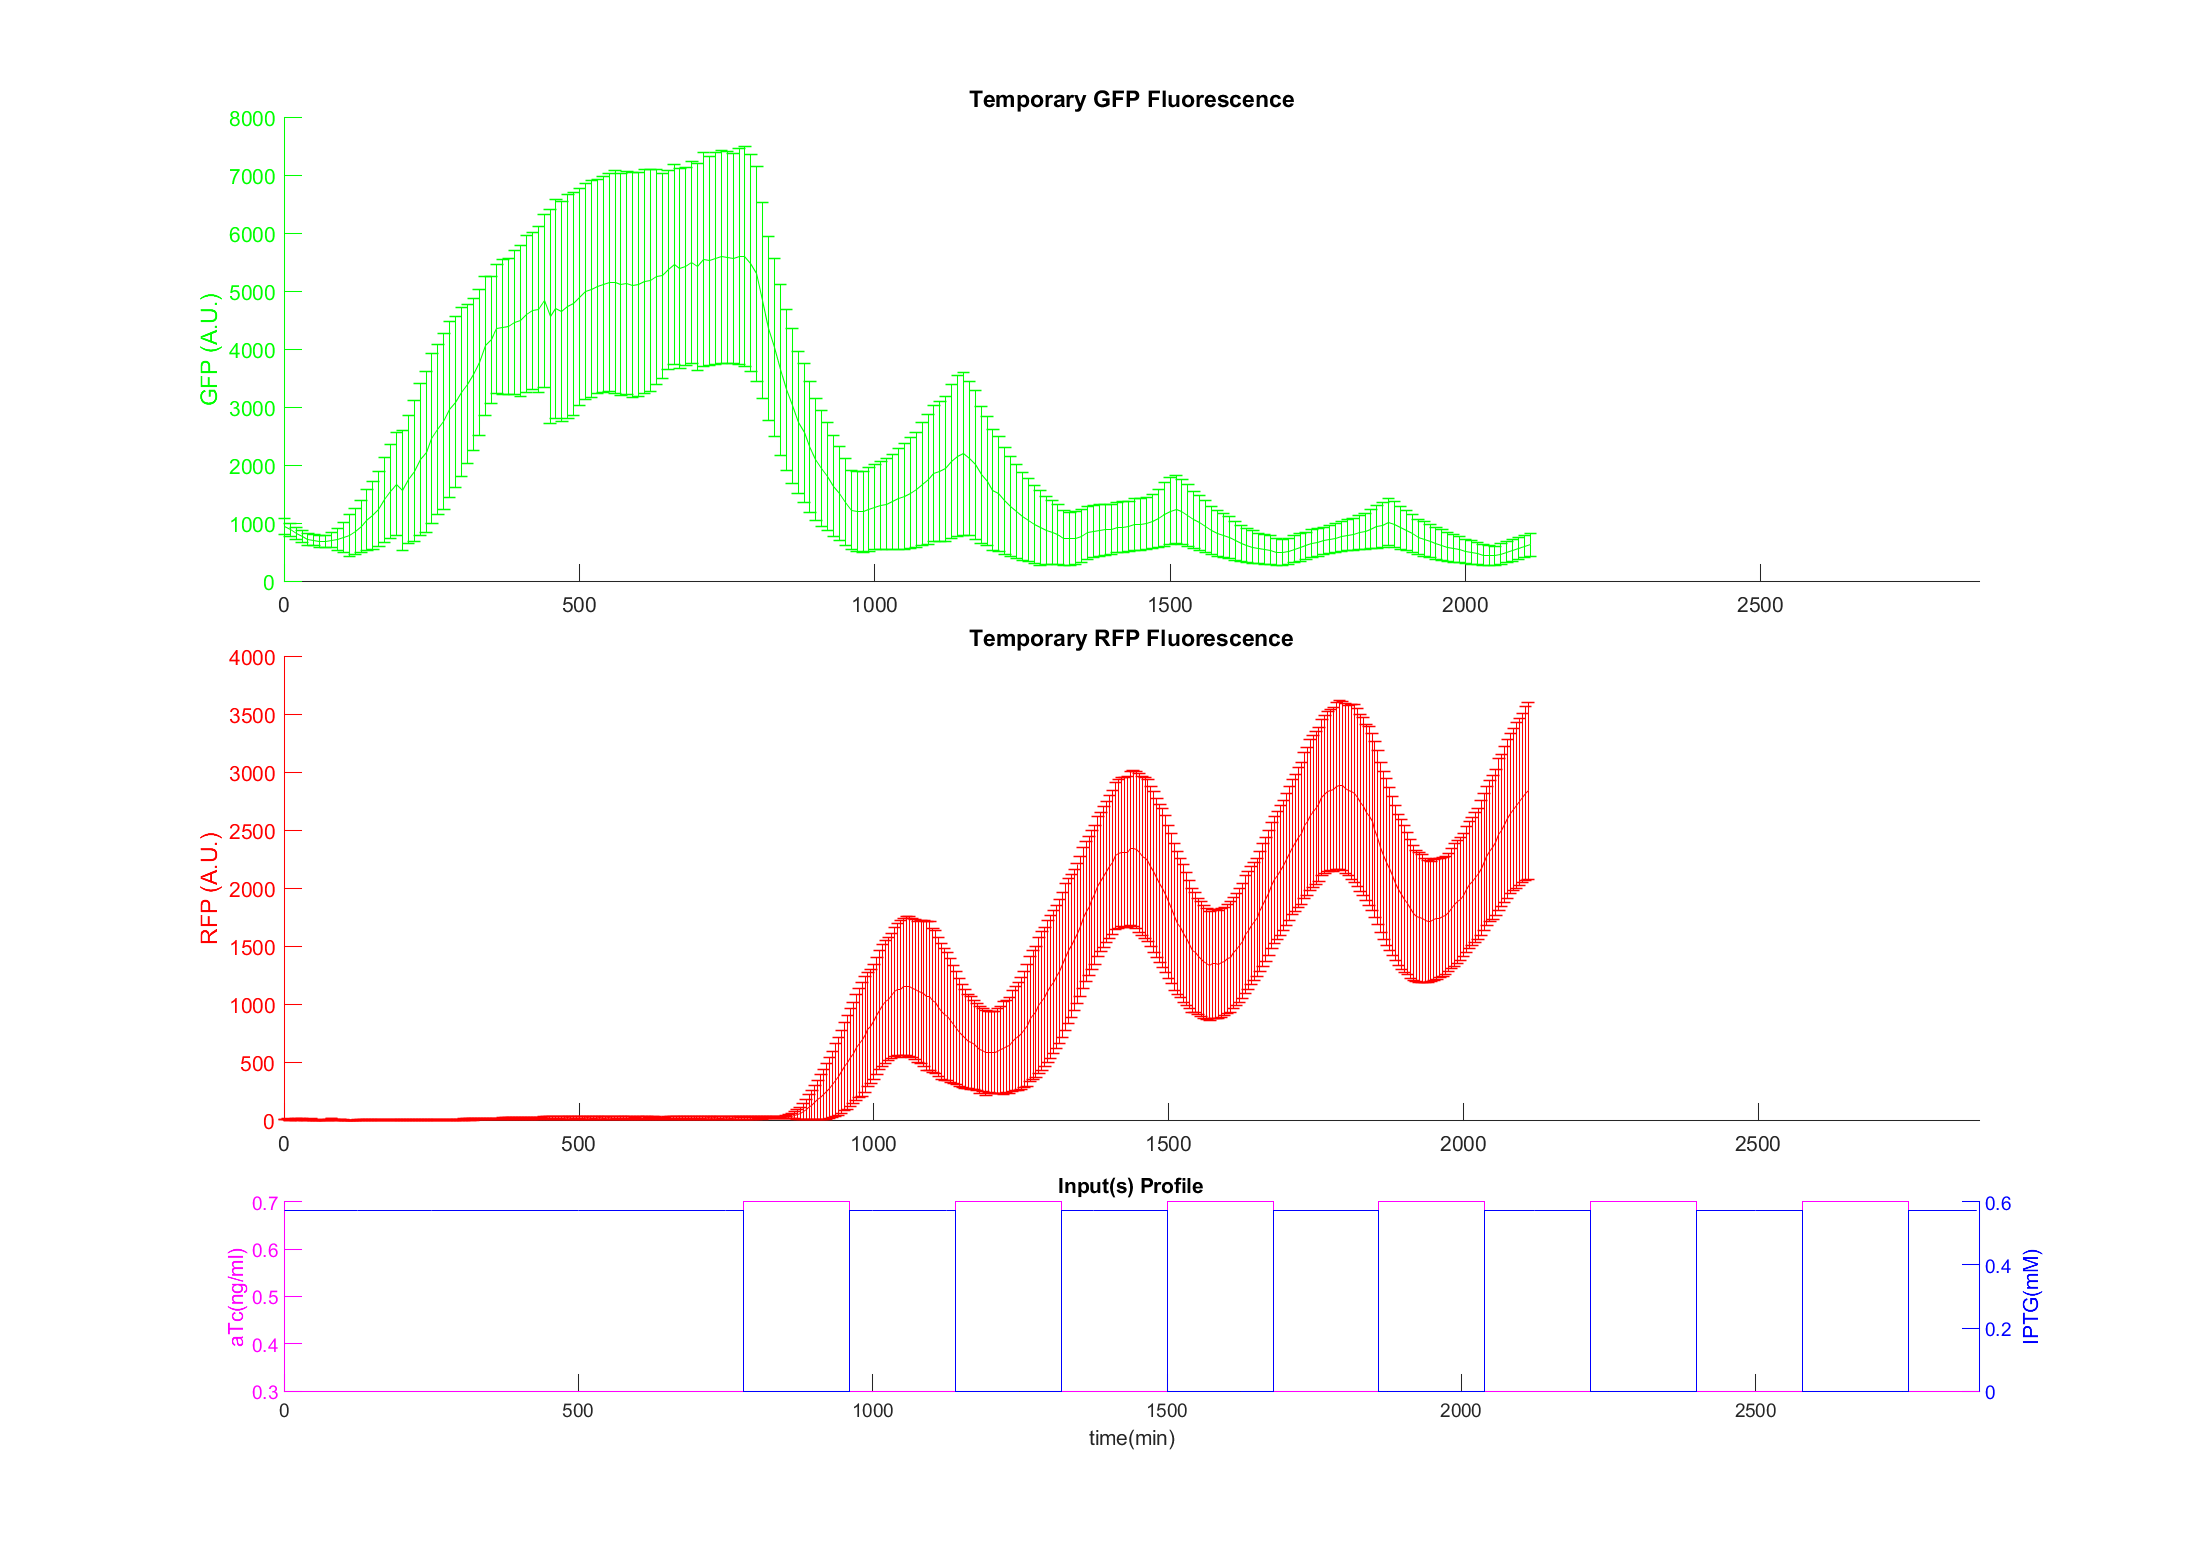 Temporary GFP Fluorescence
8000
7000
6000
5000
4000
3000
2000
1000
0
GFP (A.U.)
0 500 1000 1500 2000 2500
Temporary RFP Fluorescence
4000
3500
3000
2500
2000
1500
1000
500
0
RFP (A.U.)
0 500 1000 1500 2000 2500
Input(s) Profile
0.7
0.6
0.5
0.4
0.3
aTc(ng/ml)
0.6
0.4
0.2
0
IPTG(mM)
0 500 1000 1500 2000 2500
time(min)